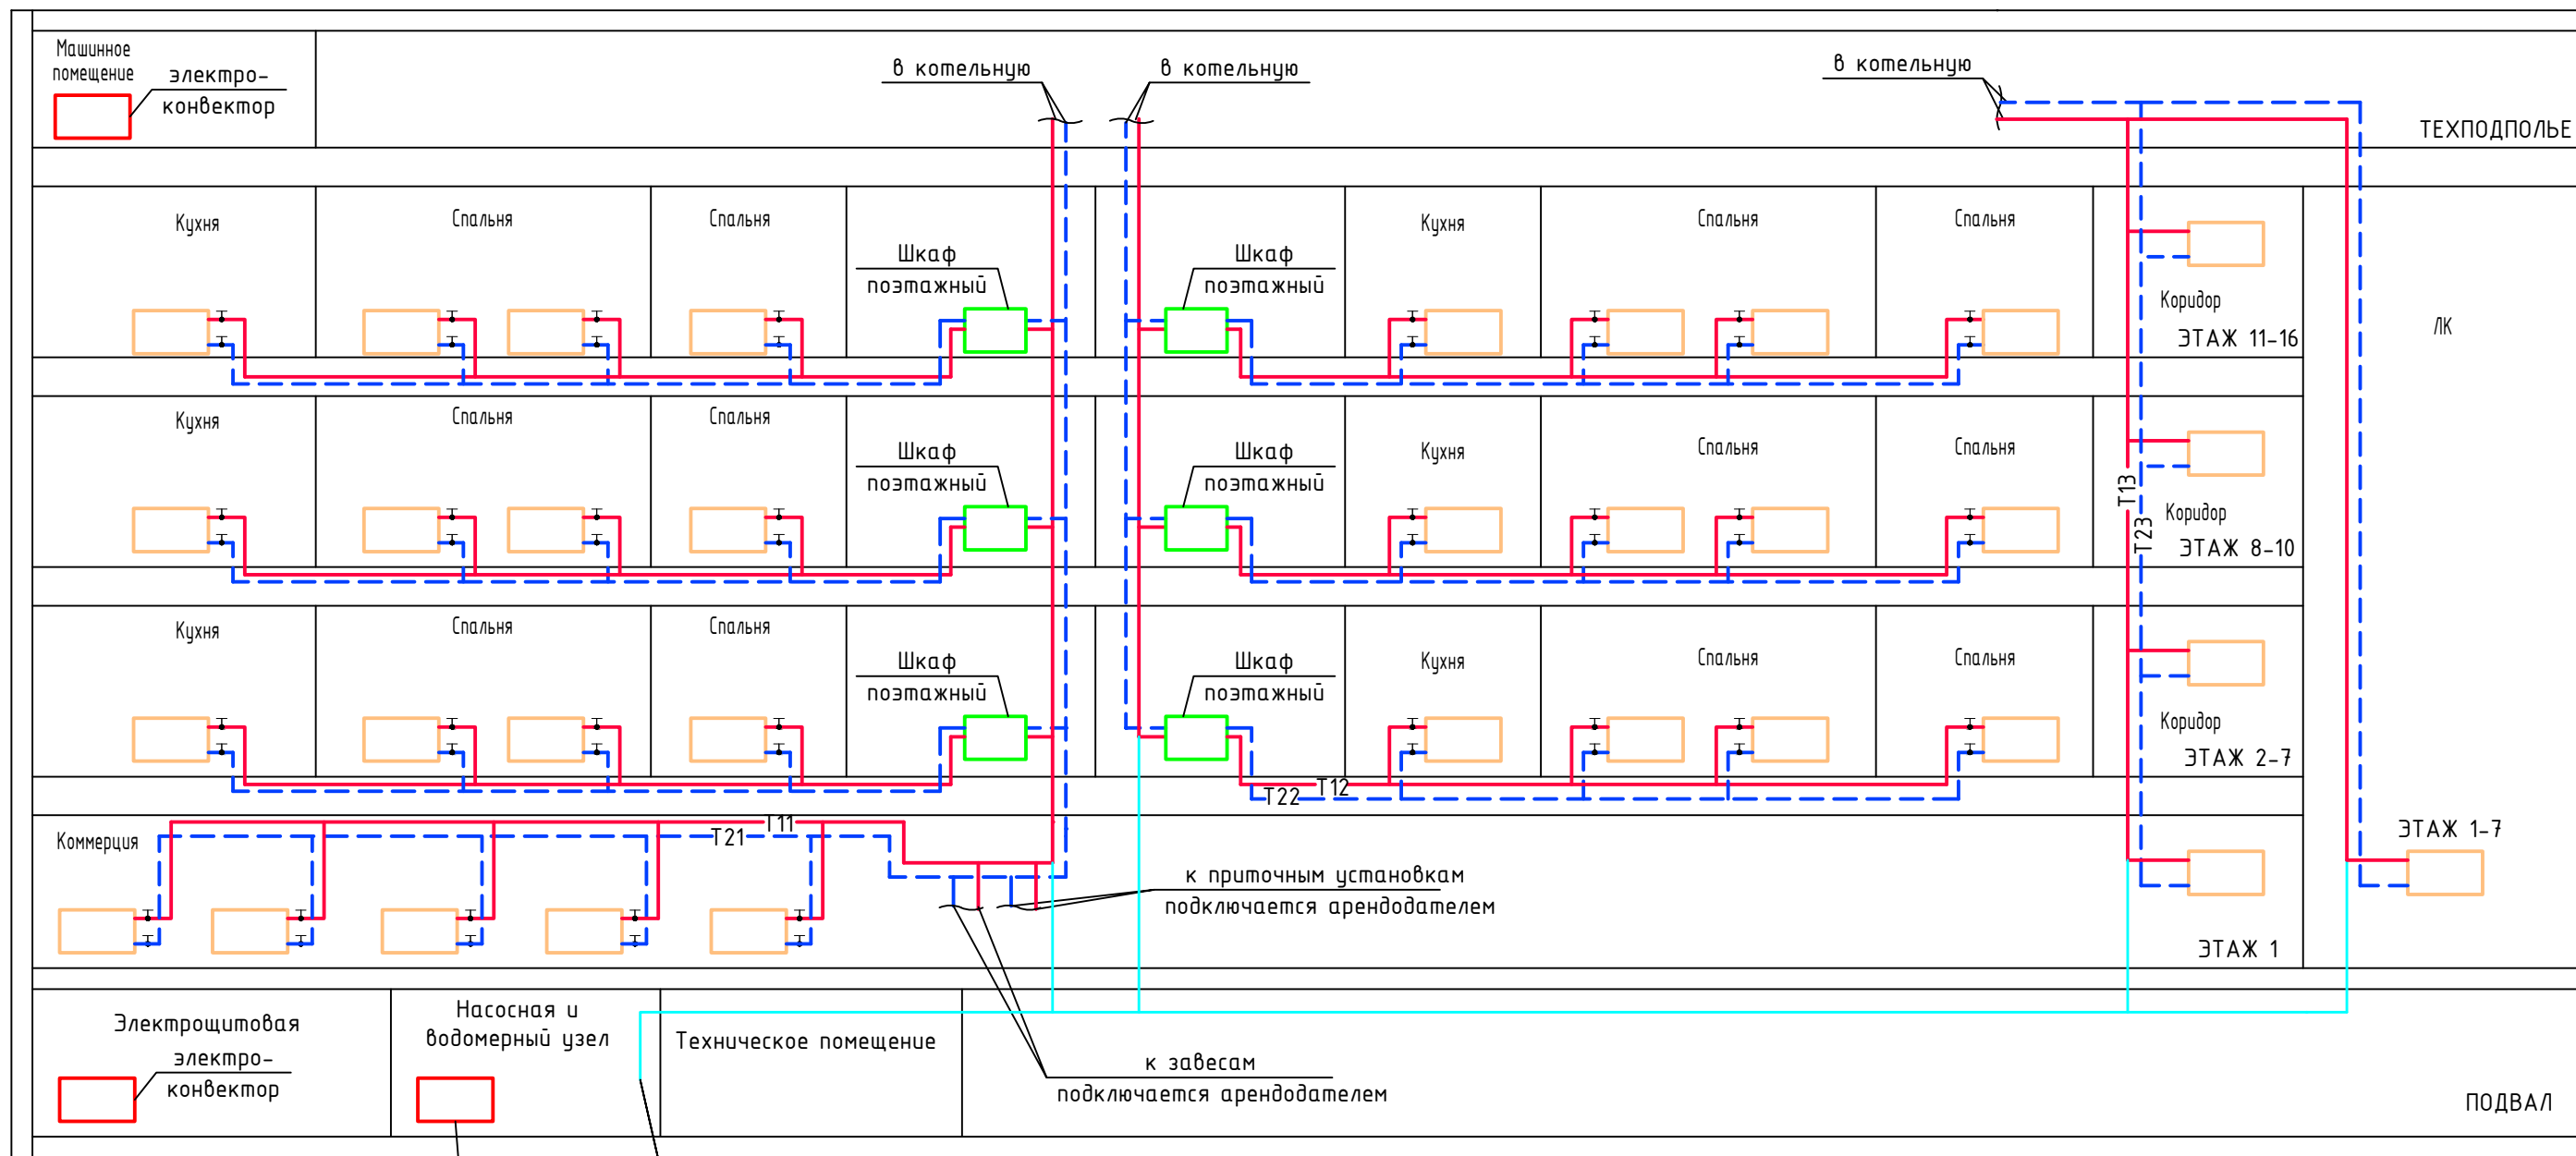 Машинное
помещение
электро-
конвектор
в котельную
в котельную
в котельную
ТЕХПОДПОЛЬЕ
Кухня
Спальня
Спальня
Шкаф
поэтажный
Шкаф
поэтажный
Кухня
Спальня
Спальня
Коридор
ЭТАЖ 11-16
ЛК
Кухня
Спальня
Спальня
Шкаф
поэтажный
Шкаф
поэтажный
Кухня
Спальня
Спальня
Т13
Т23
Коридор
ЭТАЖ 8-10
Кухня
Спальня
Спальня
Шкаф
поэтажный
Шкаф
поэтажный
Кухня
Спальня
Спальня
Коридор
ЭТАЖ 2-7
Т22
Т12
Коммерция
Т21
Т11
к приточным установкам
подключается арендодателем
ЭТАЖ 1-7
ЭТАЖ 1
Электрощитовая
электро-
конвектор
Насосная и
водомерный узел
Техническое помещение
к завесам
подключается арендодателем
ПОДВАЛ